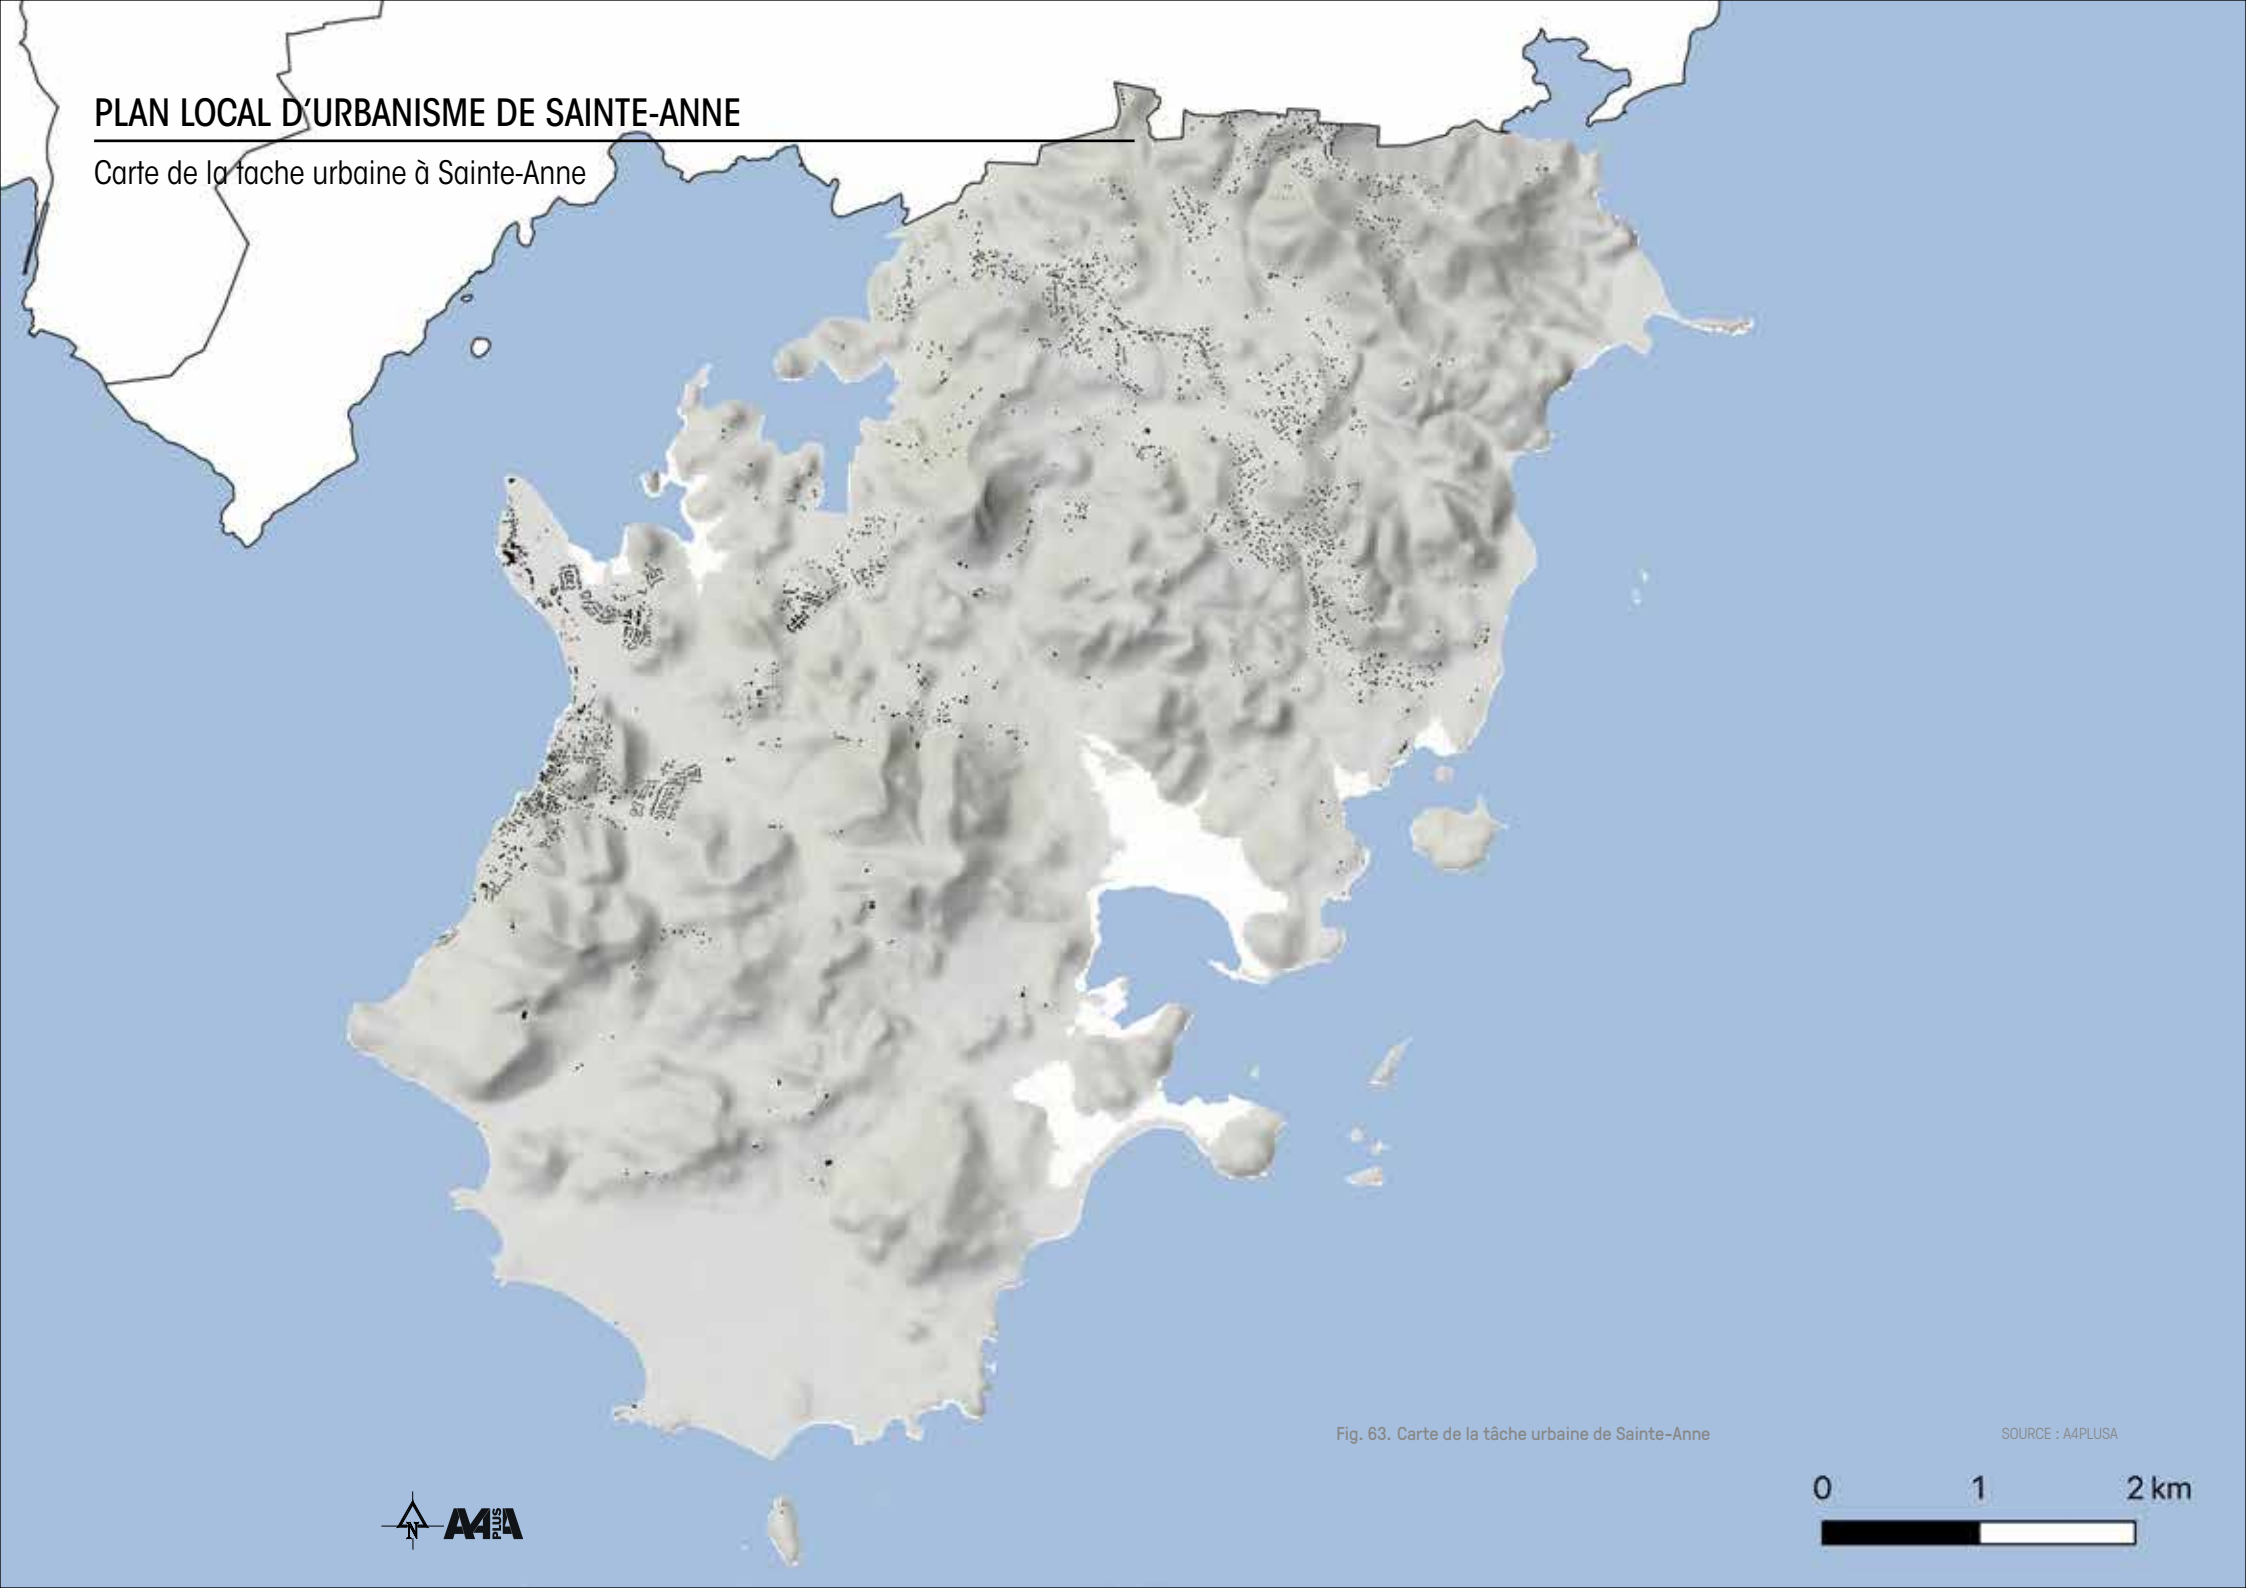 PLAN LOCAL D'URBANISME DE SAINTE-ANNE
Carte de la tache urbaine à Sainte-Anne
Fig. 63. Carte de la tâche urbaine de Sainte-Anne
SOURCE : A4PLUSA
0 1 2 km
N
A4PLUSA